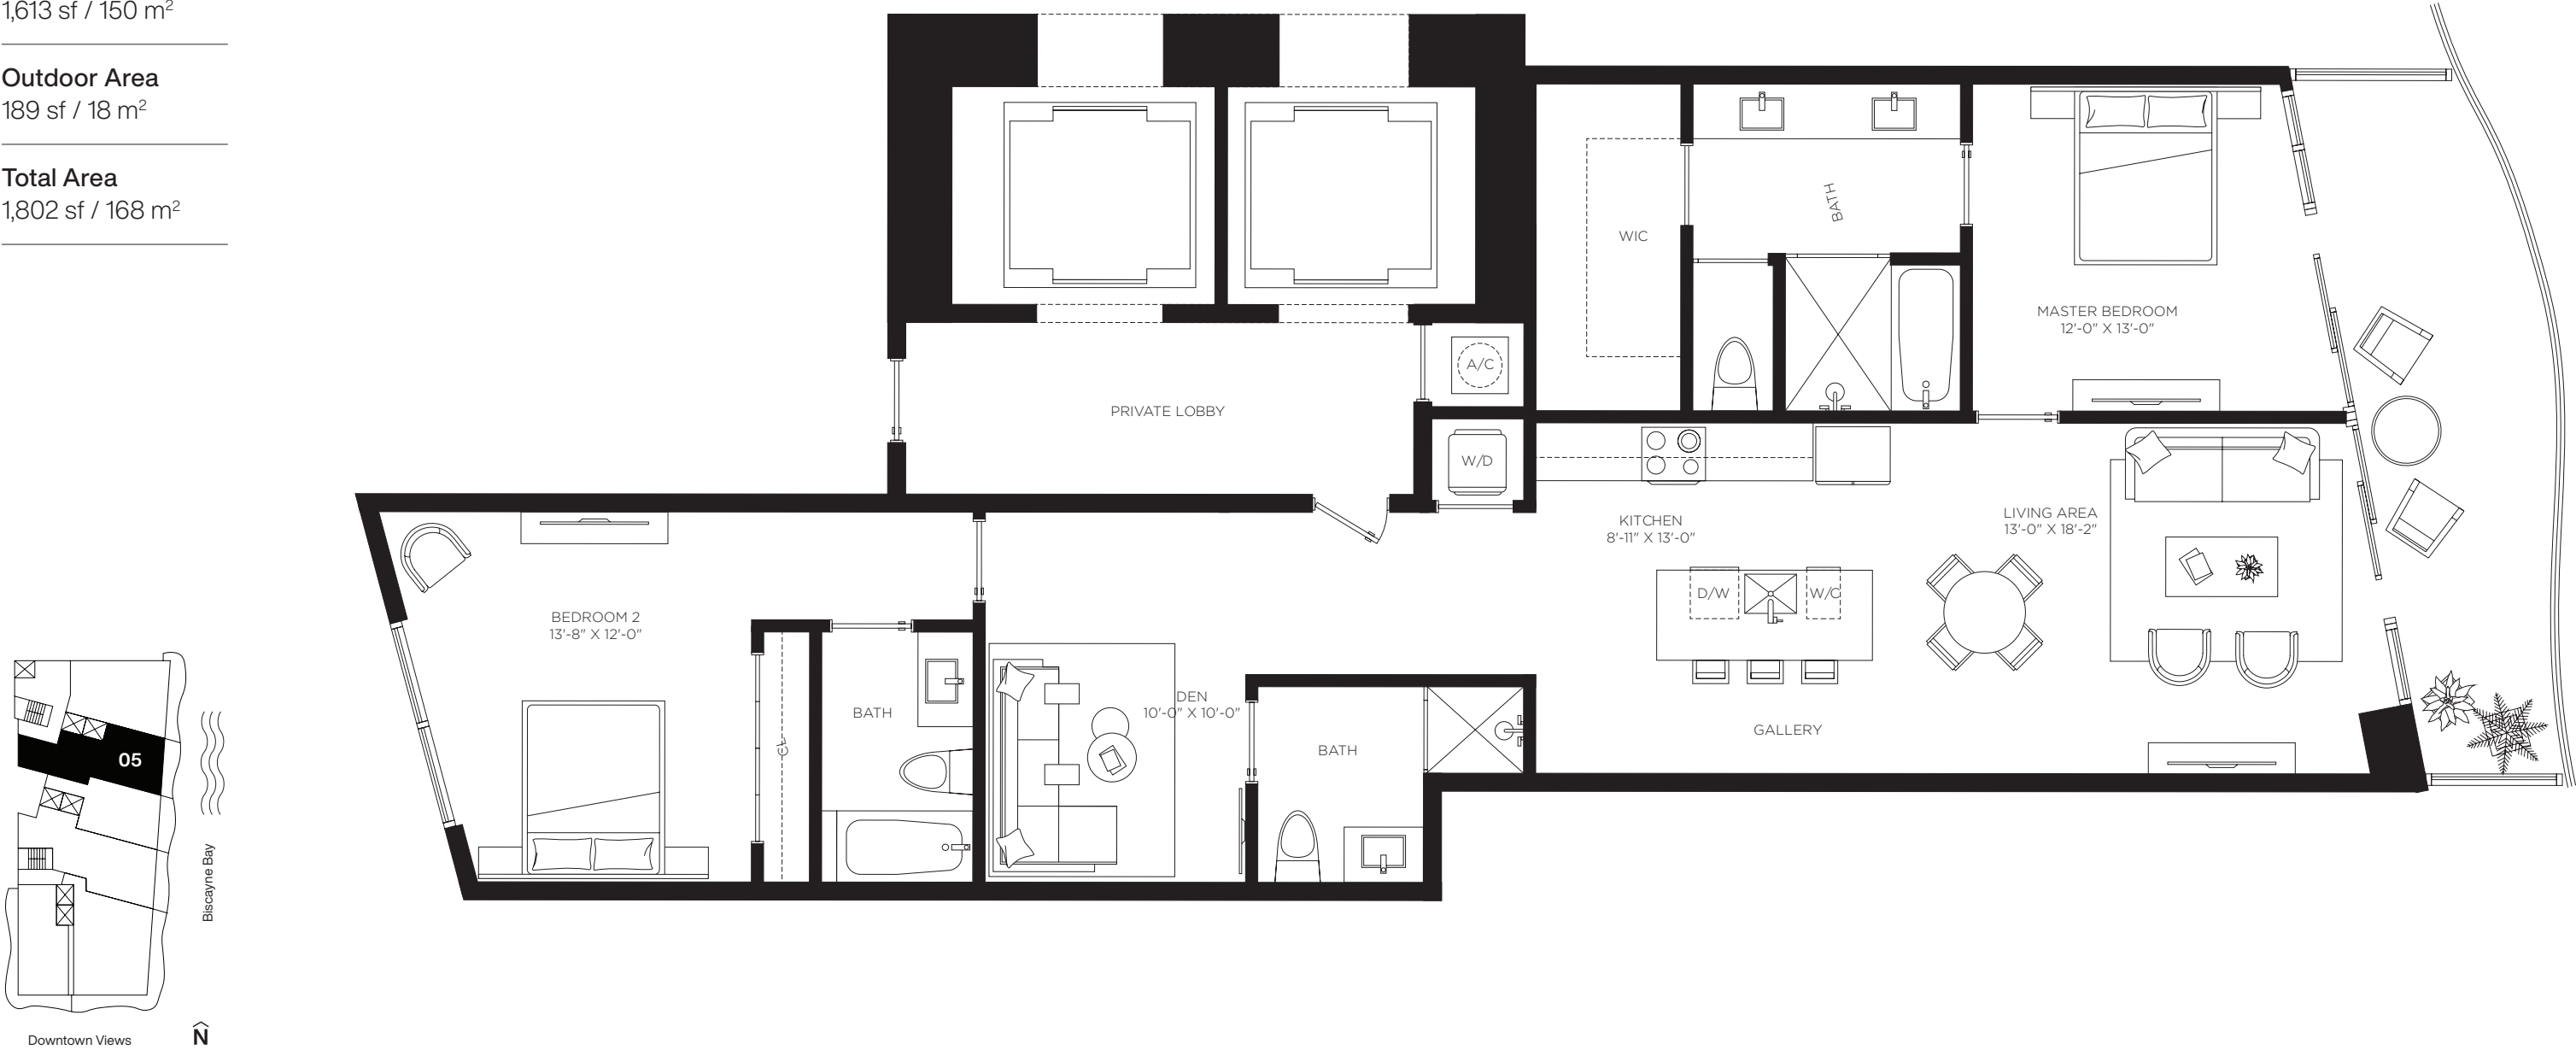 1,613 sf / 150 m²
Outdoor Area
189 sf / 18 m²
Total Area
1,802 sf / 168 m²
WIC
BATH
MASTER BEDROOM
12'-0" X 13'-0"
A/C
PRIVATE LOBBY
W/D
KITCHEN
8'-11" X 13'-0"
LIVING AREA
13'-0" X 18'-2"
D/W
W/C
BEDROOM 2
13'-8" X 12'-0"
CL
BATH
DEN
10'-0" X 10'-0"
BATH
GALLERY
05
Biscayne Bay
Downtown Views
N